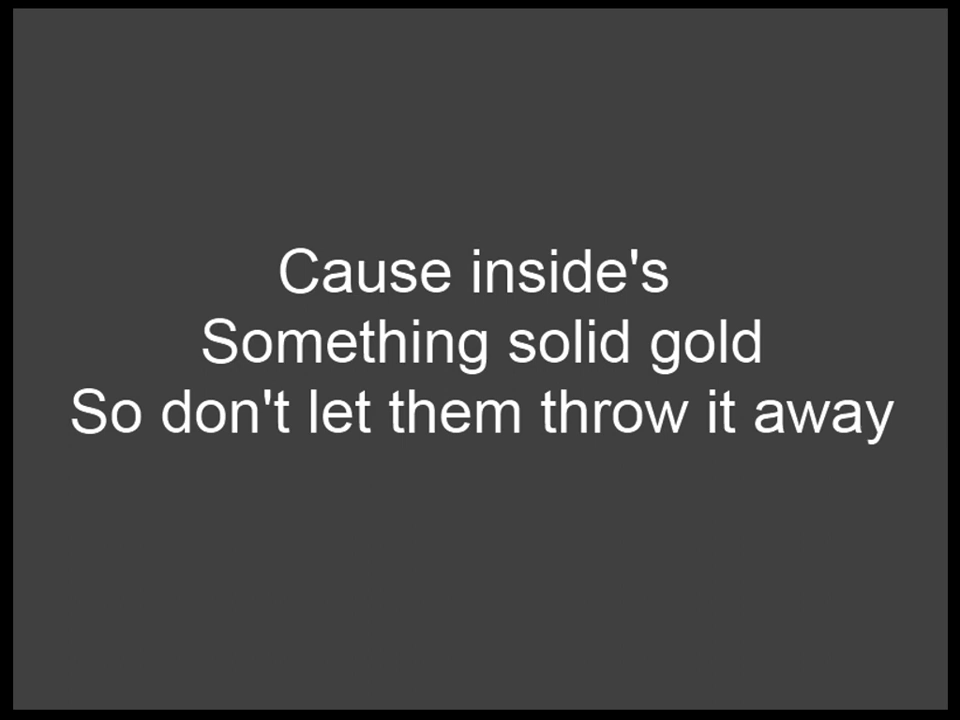 Cause inside's
Something solid gold
So don't let them throw it away